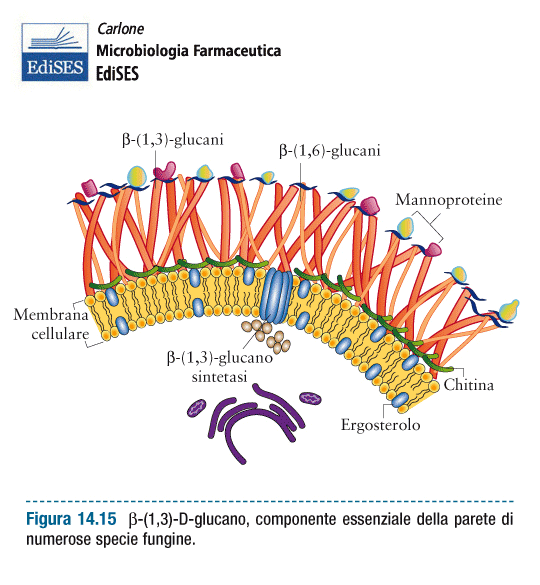 Carlone
Microbiologia Farmaceutica
EdiSES
EdiSES
β-(1,3)-glucani
β-(1,6)-glucani
Mannoproteine
Membrana
cellulare
β-(1,3)-glucano
sintetasi
Chitina
Ergosterolo
Figura 14.15 β-(1,3)-D-glucano, componente essenziale della parete di
numerose specie fungine.